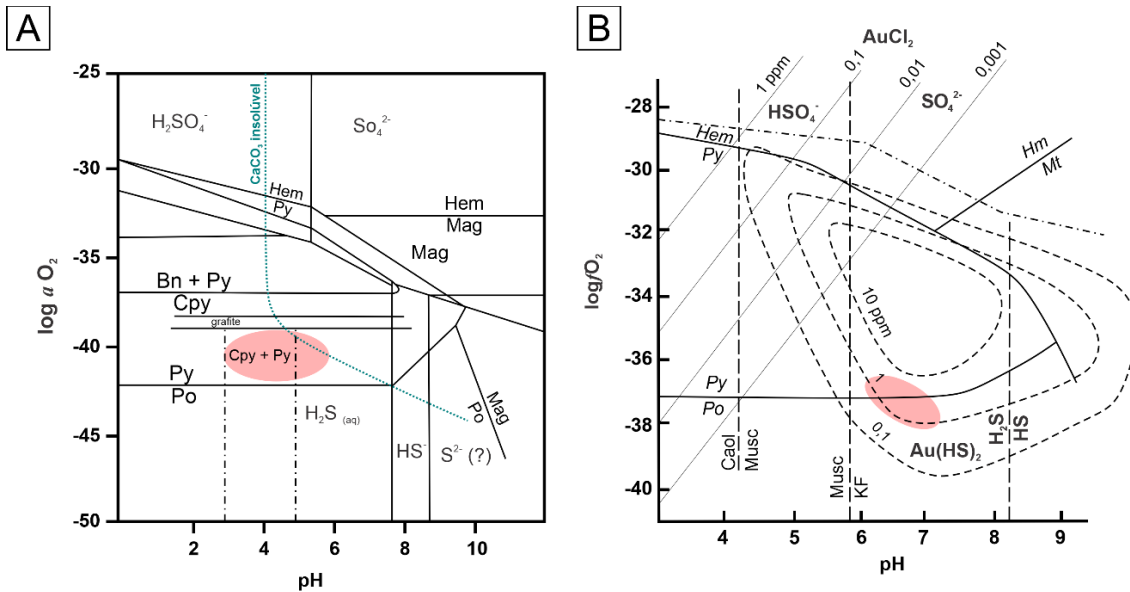 A
-25
-30
-35
-40
-45
-50
log a O₂
2
4
6
8
10
pH
H₂SO₄⁻
CaCO₃ insolúvel
So₄²⁻
Hem
Py
Hem
Mag
Mag
Bn + Py
Cpy
grafite
Cpy + Py
Py
Po
H₂S (aq)
HS⁻
S²⁻ (?)
Mag
Po
B
AuCl₂
1 ppm
0,1
0,01
0,001
-28
-30
-32
-34
-36
-38
-40
logfO₂
3
4
5
6
7
8
9
pH
HSO₄⁻
SO₄²⁻
Hem
Py
Hm
Mt
10 ppm
1
0,1
Py
Po
Caol
Musc
Musc
KF
Au(HS)₂
H₂S
HS